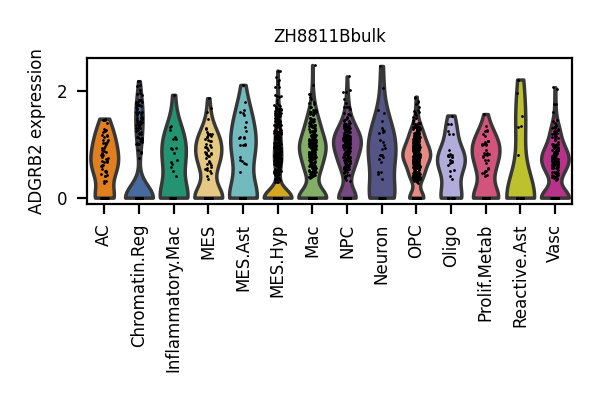 ZH8811Bbulk
ADGRB2 expression
2
0
AC
Chromatin.Reg
Inflammatory.Mac
MES
MES.Ast
MES.Hyp
Mac
NPC
Neuron
OPC
Oligo
Prolif.Metab
Reactive.Ast
Vasc